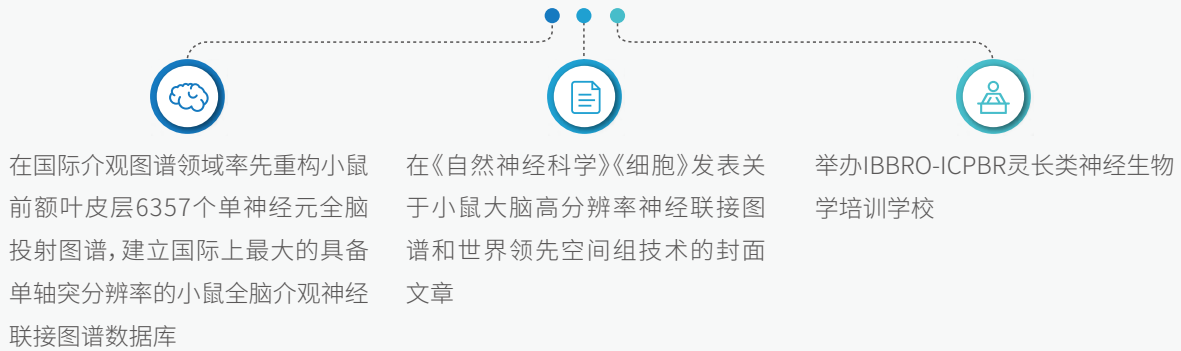 在国际介观图谱领域率先重构小鼠
前额叶皮层6357个单神经元全脑
投射图谱，建立国际上最大的具备
单轴突分辨率的小鼠全脑介观神经
联接图谱数据库
在《自然神经科学》《细胞》发表关
于小鼠大脑高分辨率神经联接图
谱和世界领先空间组技术的封面
文章
举办IBBRO-ICPBR灵长类神经生物
学培训学校